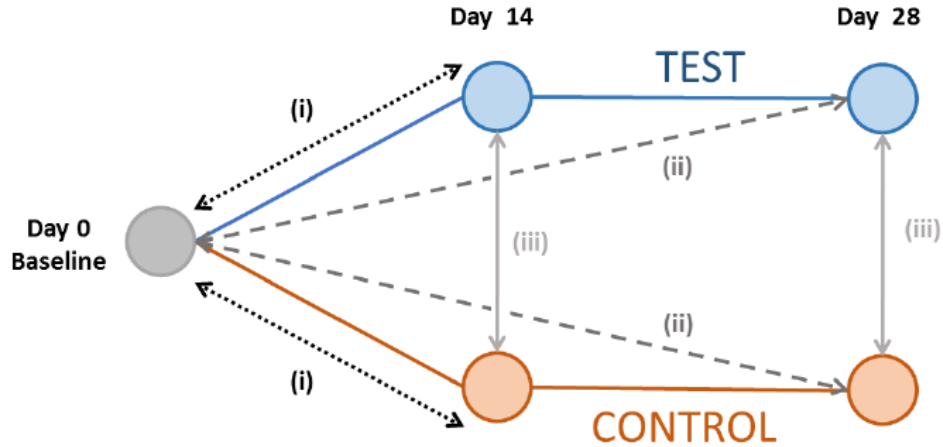 Day 14
Day 28
TEST
(i)
(ii)
Day 0
Baseline
(iii)
(iii)
(ii)
(i)
CONTROL